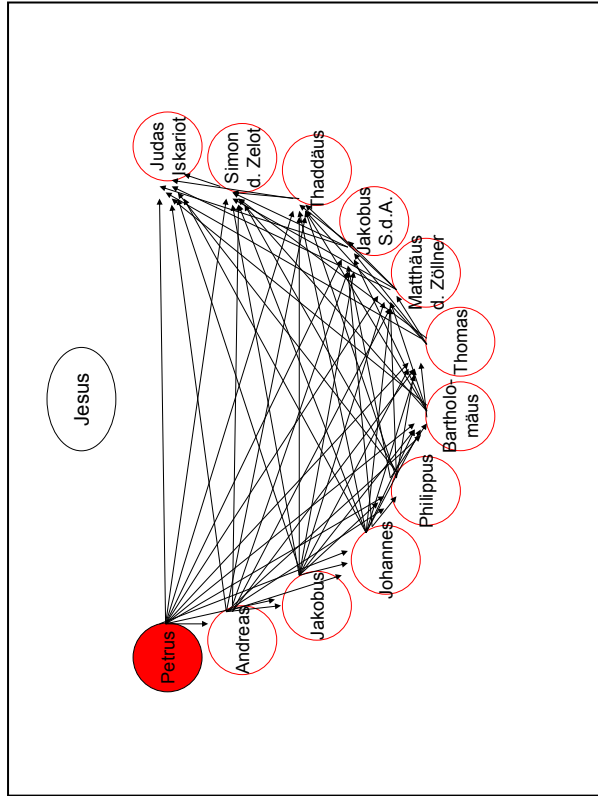 Jesus
Petrus
Andreas
Jakobus
Johannes
Philippus
Bartholo-
mäus
Thomas
Matthäus
d. Zöllner
Jakobus
S.d.A.
Thaddäus
Simon
d. Zelot
Judas
Iskariot